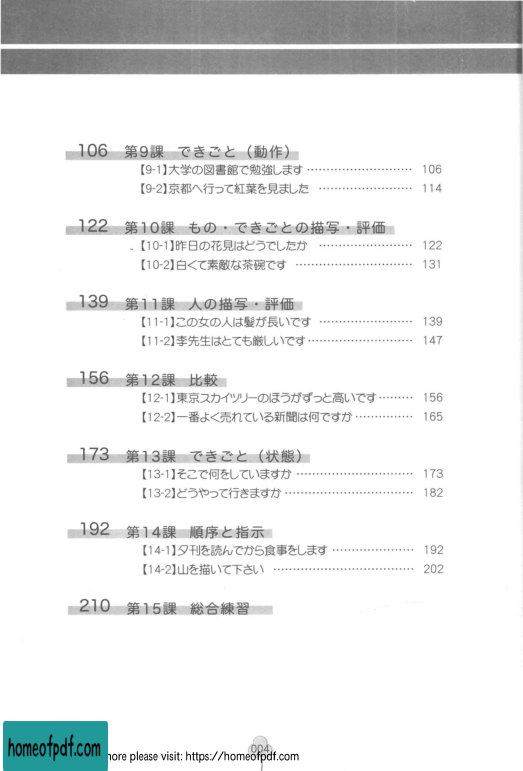 106 第9課 できごと（動作）
【9-1】大学の図書館で勉強します ………………………… 106
【9-2】京都へ行って紅葉を見ました ……………………… 114
122 第10課 もの・できごとの描写・評価
【10-1】昨日の花見はどうでしたか ……………………… 122
【10-2】白くて素敵な茶碗です …………………………… 131
139 第11課 人の描写・評価
【11-1】この女の人は髪が長いです ……………………… 139
【11-2】李先生はとても厳しいです ……………………… 147
156 第12課 比較
【12-1】東京スカイツリーのほうがずっと高いです ……… 156
【12-2】一番よく売れている新聞は何ですか …………… 165
173 第13課 できごと（状態）
【13-1】そこで何をしていますか ………………………… 173
【13-2】どうやって行きますか …………………………… 182
192 第14課 順序と指示
【14-1】夕刊を読んでから食事をします ………………… 192
【14-2】山を描いて下さい ………………………………… 202
210 第15課 総合練習
004
homeofpdf.com
more please visit: https://homeofpdf.com